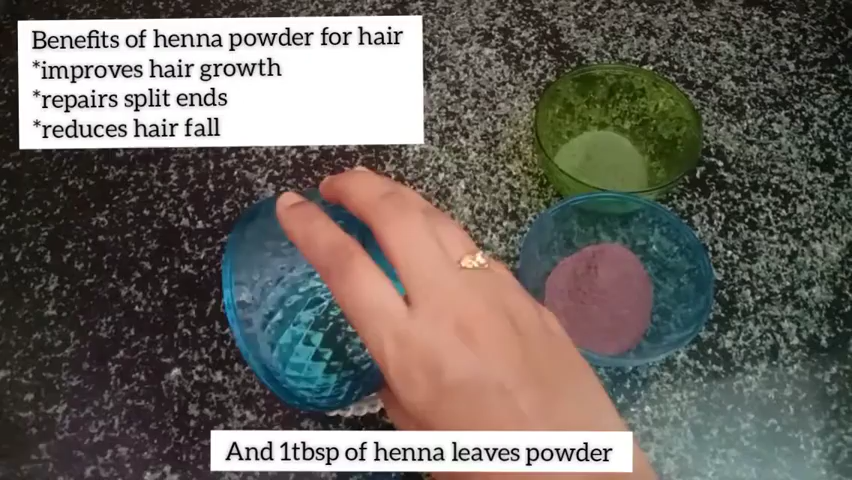 Benefits of henna powder for hair
*improves hair growth
*repairs split ends
*reduces hair fall
And 1tbsp of henna leaves powder